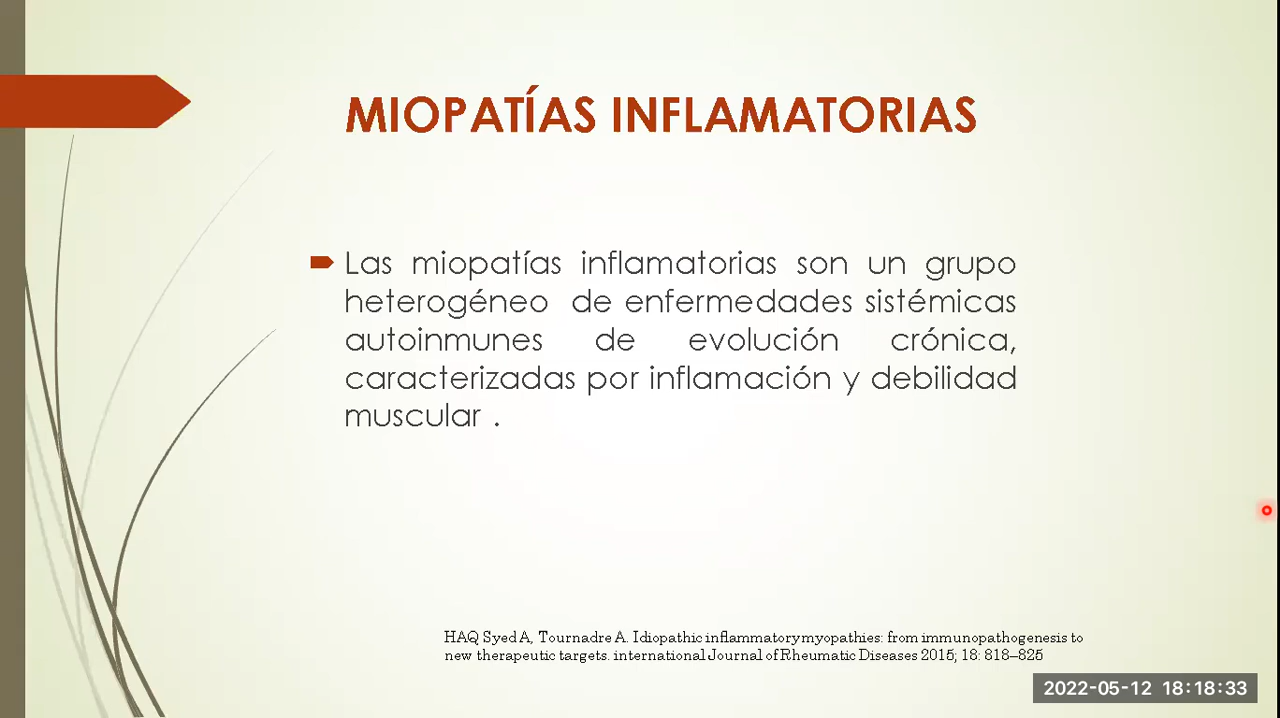 MIOPATÍAS INFLAMATORIAS
Las miopatías inflamatorias son un grupo
heterogéneo de enfermedades sistémicas
autoinmunes de evolución crónica,
caracterizadas por inflamación y debilidad
muscular .
HAQ Syed A, Tournadre A. Idiopathic inflammatory myopathies: from immunopathogenesis to
new therapeutic targets. international Journal of Rheumatic Diseases 2015; 18: 818–825
2022-05-12 18:18:33